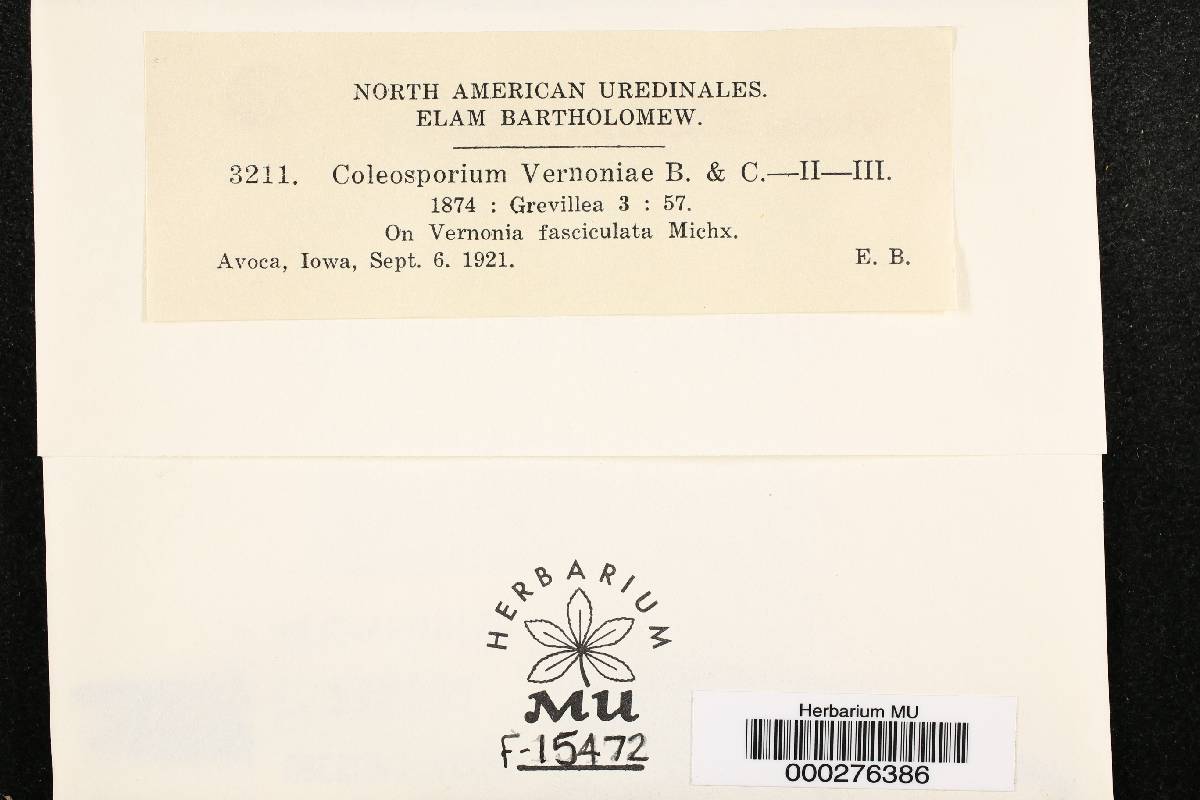 NORTH AMERICAN UREDINALES.
ELAM BARTHOLOMEW.
3211. Coleosporium Vernoniae B. & C.—II—III.
1874 : Grevillea 3 : 57.
On Vernonia fasciculata Michx.
Avoca, Iowa, Sept. 6. 1921. E. B.
HERBARIUM
MU
F-15472
Herbarium MU
000276386